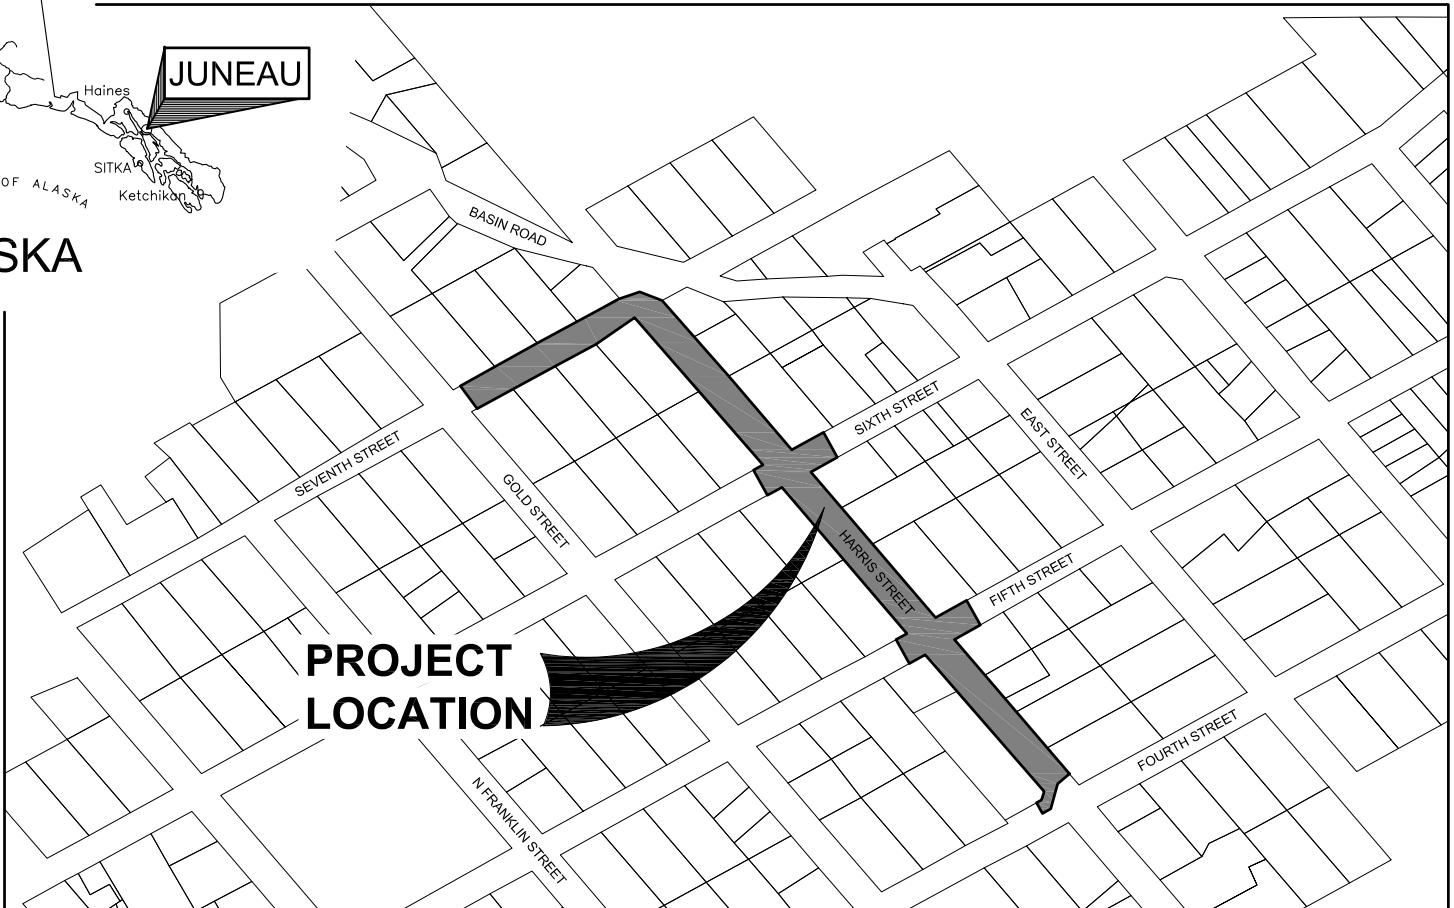 JUNEAU
Haines
SITKA
OF ALASKA
Ketchikan
SKA
BASIN ROAD
SIXTH STREET
EAST STREET
SEVENTH STREET
GOLD STREET
HARRIS STREET
FIFTH STREET
PROJECT
LOCATION
FOURTH STREET
N FRANKLIN STREET